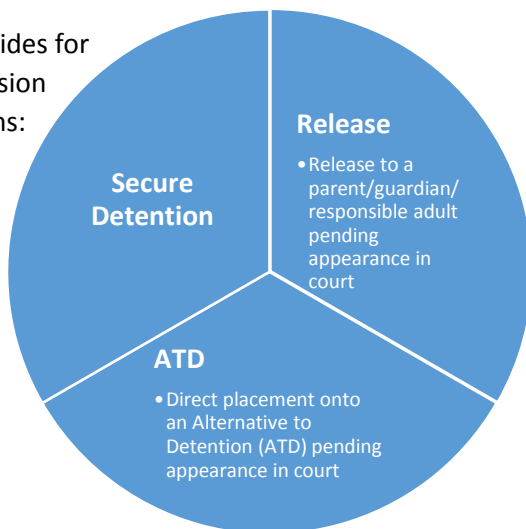 ides for
sion
ns:
Release
•Release to a
parent/guardian/
responsible adult
pending
appearance in
court
Secure
Detention
ATD
•Direct placement onto
an Alternative to
Detention (ATD) pending
appearance in court